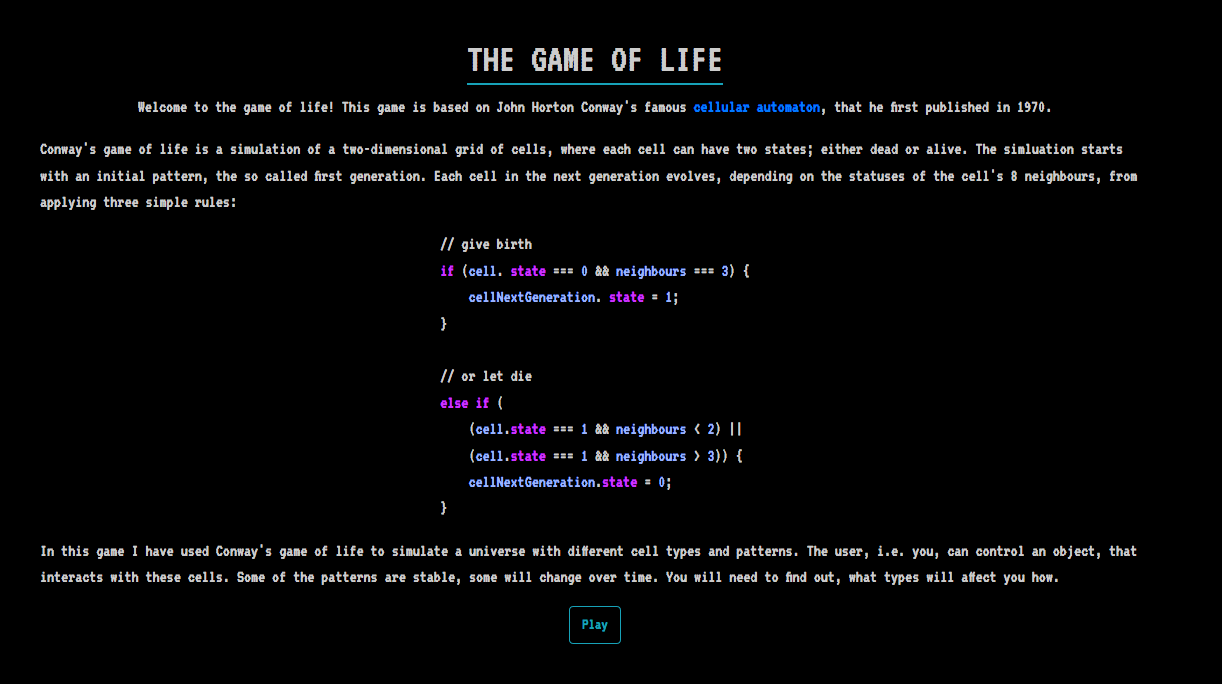 THE GAME OF LIFE
Welcome to the game of life! This game is based on John Horton Conway's famous cellular automaton, that he first published in 1970.
Conway's game of life is a simulation of a two-dimensional grid of cells, where each cell can have two states; either dead or alive. The simluation starts
with an initial pattern, the so called first generation. Each cell in the next generation evolves, depending on the statuses of the cell's 8 neighbours, from
applying three simple rules:
// give birth
if (cell. state === 0 && neighbours === 3) {
cellNextGeneration. state = 1;
}
// or let die
else if (
(cell.state === 1 && neighbours < 2) ||
(cell.state === 1 && neighbours > 3)) {
cellNextGeneration.state = 0;
}
In this game I have used Conway's game of life to simulate a universe with different cell types and patterns. The user, i.e. you, can control an object, that
interacts with these cells. Some of the patterns are stable, some will change over time. You will need to find out, what types will affect you how.
Play